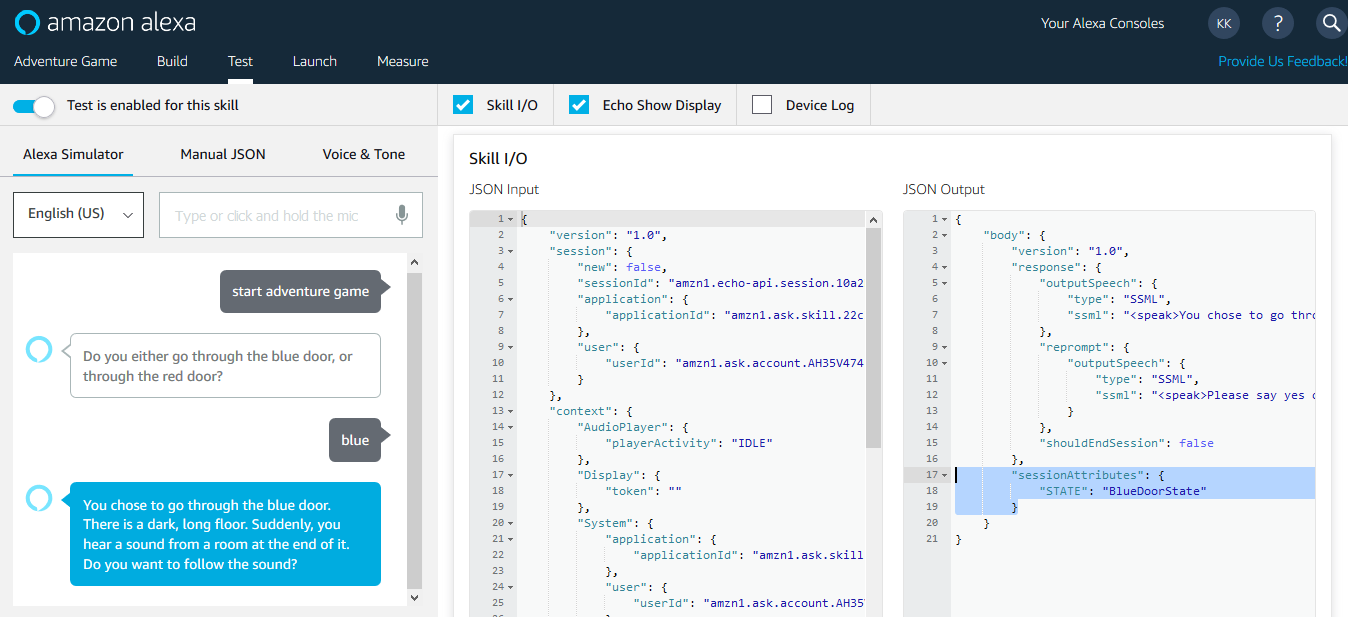 amazon alexa
Your Alexa Consoles
KK
?
Adventure Game
Build
Test
Launch
Measure
Provide Us Feedback!
Test is enabled for this skill
Skill I/O
Echo Show Display
Device Log
Alexa Simulator
Manual JSON
Voice & Tone
English (US)
Type or click and hold the mic
start adventure game
Do you either go through the blue door, or
through the red door?
blue
You chose to go through the blue door.
There is a dark, long floor. Suddenly, you
hear a sound from a room at the end of it.
Do you want to follow the sound?
Skill I/O
JSON Input
1 {
2 "version": "1.0",
3 "session": {
4 "new": false,
5 "sessionId": "amzn1.echo-api.session.10a2
6 "application": {
7 "applicationId": "amzn1.ask.skill.22c
8 },
9 "user": {
10 "userId": "amzn1.ask.account.AH35V474
11 }
12 },
13 "context": {
14 "AudioPlayer": {
15 "playerActivity": "IDLE"
16 },
17 "Display": {
18 "token": ""
19 },
20 "System": {
21 "application": {
22 "applicationId": "amzn1.ask.skill
23 },
24 "user": {
25 "userId": "amzn1.ask.account.AH35
JSON Output
1 {
2 "body": {
3 "version": "1.0",
4 "response": {
5 "outputSpeech": {
6 "type": "SSML",
7 "ssml": "<speak>You chose to go thro
8 },
9 "reprompt": {
10 "outputSpeech": {
11 "type": "SSML",
12 "ssml": "<speak>Please say yes o
13 }
14 },
15 "shouldEndSession": false
16 },
17 "sessionAttributes": {
18 "STATE": "BlueDoorState"
19 }
20 }
21 }